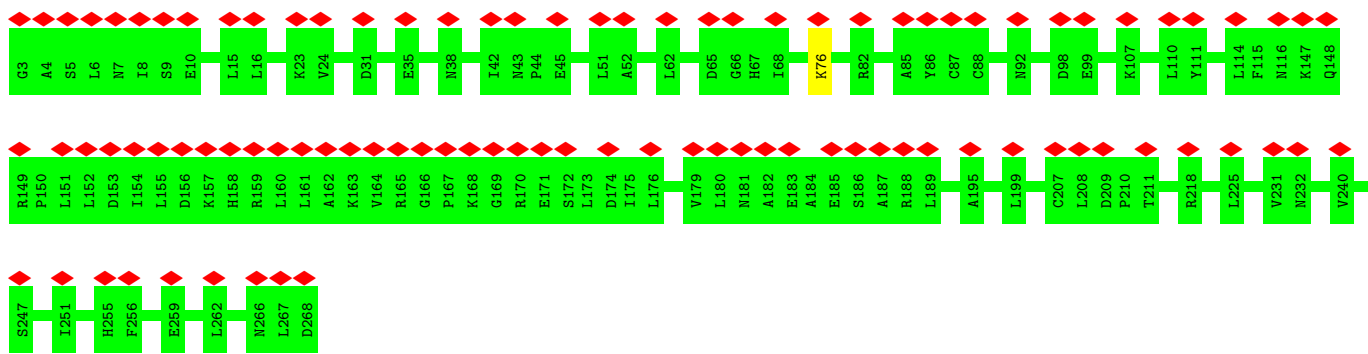 G3 A4 S5 L6 N7 I8 S9 E10 L15 L16 K23 V24 D31 E35 N38 I42 N43 P44 E45 L51 A52 L62 D65 G66 H67 I68 K76 R82 A85 Y86 C87 C88 N92 D98 E99 K107 L110 Y111 L114 F115 N116 K147 Q148
R149 P150 L151 L152 D153 I154 L155 D156 K157 H158 R159 L160 L161 A162 K163 V164 R165 G166 P167 K168 G169 R170 E171 S172 L173 D174 I175 L176 V179 L180 N181 A182 E183 A184 E185 S186 A187 R188 L189 A195 L199 C207 L208 D209 P210 T211 R218 L225 V231 N232 V240
S247 I251 H255 F256 E259 L262 N266 L267 D268